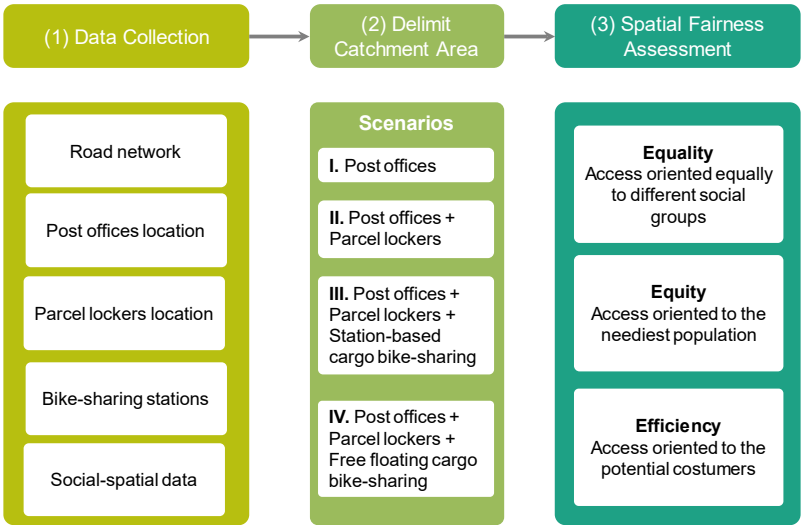 (1) Data Collection
(2) Delimit
Catchment Area
(3) Spatial Fairness
Assessment
Road network
Post offices location
Parcel lockers location
Bike-sharing stations
Social-spatial data
Scenarios
I. Post offices
II. Post offices +
Parcel lockers
III. Post offices +
Parcel lockers +
Station-based
cargo bike-sharing
IV. Post offices +
Parcel lockers +
Free floating cargo
bike-sharing
Equality
Access oriented equally
to different social
groups
Equity
Access oriented to the
neediest population
Efficiency
Access oriented to the
potential costumers